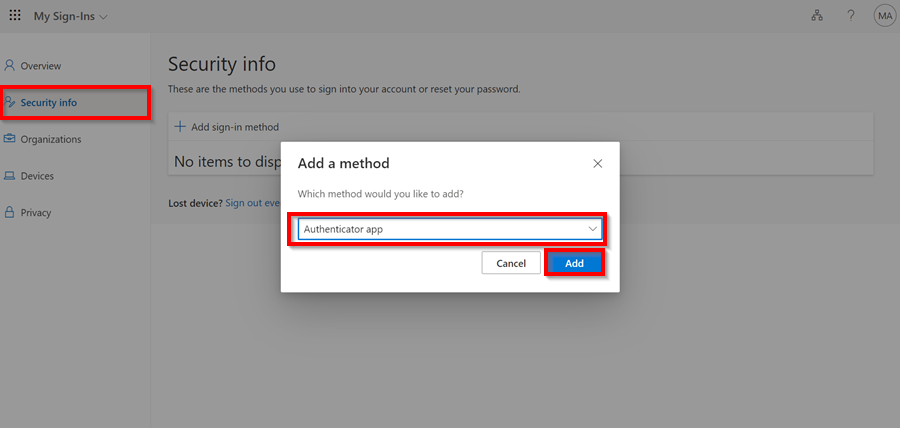 My Sign-Ins
?
MA
Overview
Security info
Organizations
Devices
Privacy
Security info
These are the methods you use to sign into your account or reset your password.
Add sign-in method
No items to disp
Lost device? Sign out eve
Add a method
Which method would you like to add?
Authenticator app
Cancel
Add